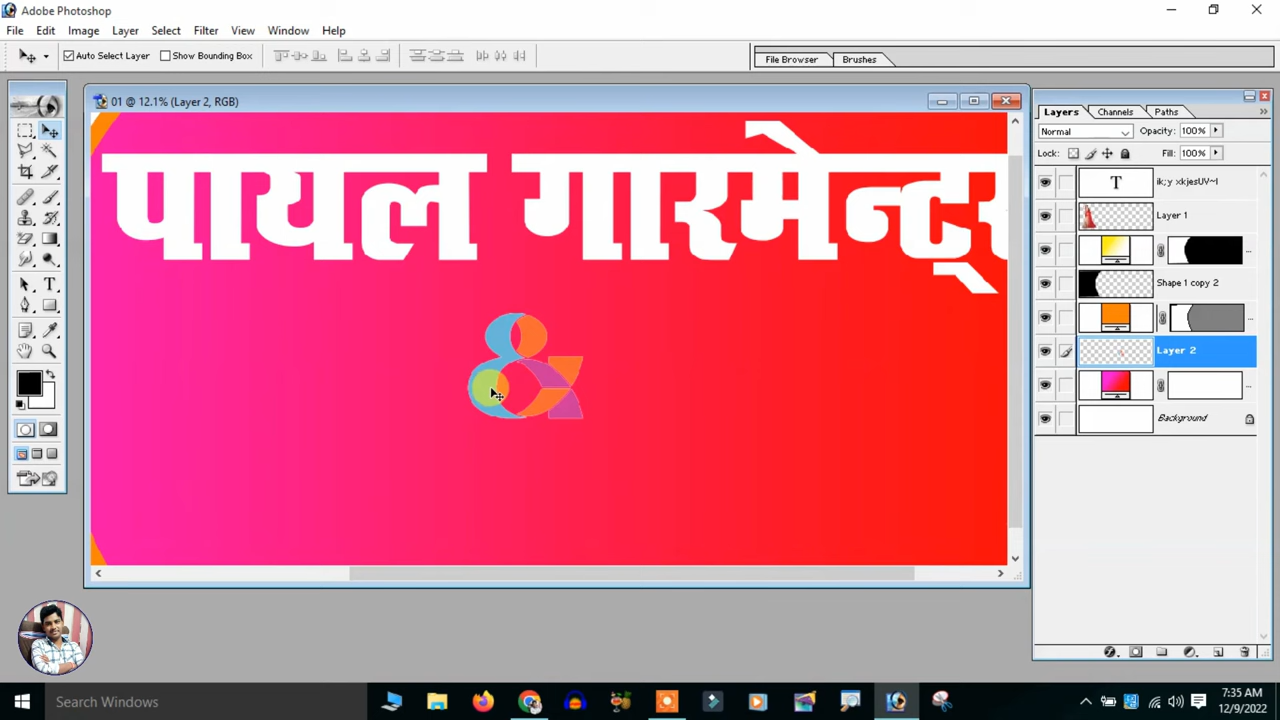 Adobe Photoshop
File Edit Image Layer Select Filter View Window Help
Auto Select Layer Show Bounding Box
File Browser Brushes
01 @ 12.1% (Layer 2, RGB)
Layers Channels Paths
Normal Opacity: 100%
Lock: Fill: 100%
T ik;y xkjesUV~l
Layer 1
Shape 1 copy 2
Layer 2
Background
पायल गारमेन्ट्स
&
Search Windows
7:35 AM
12/9/2022